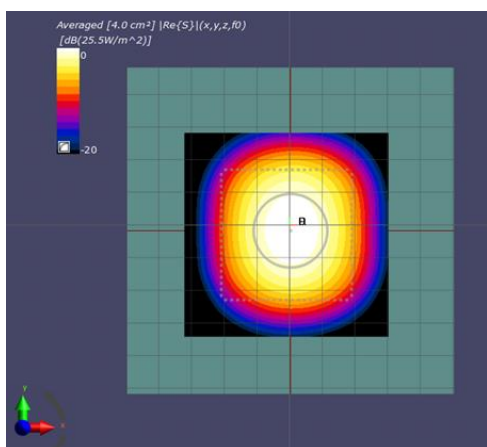 Averaged [4.0 cm²] |Re{S}|(x,y,z,f0)
[dB(25.5W/m^2)]
0
-20
Y
X